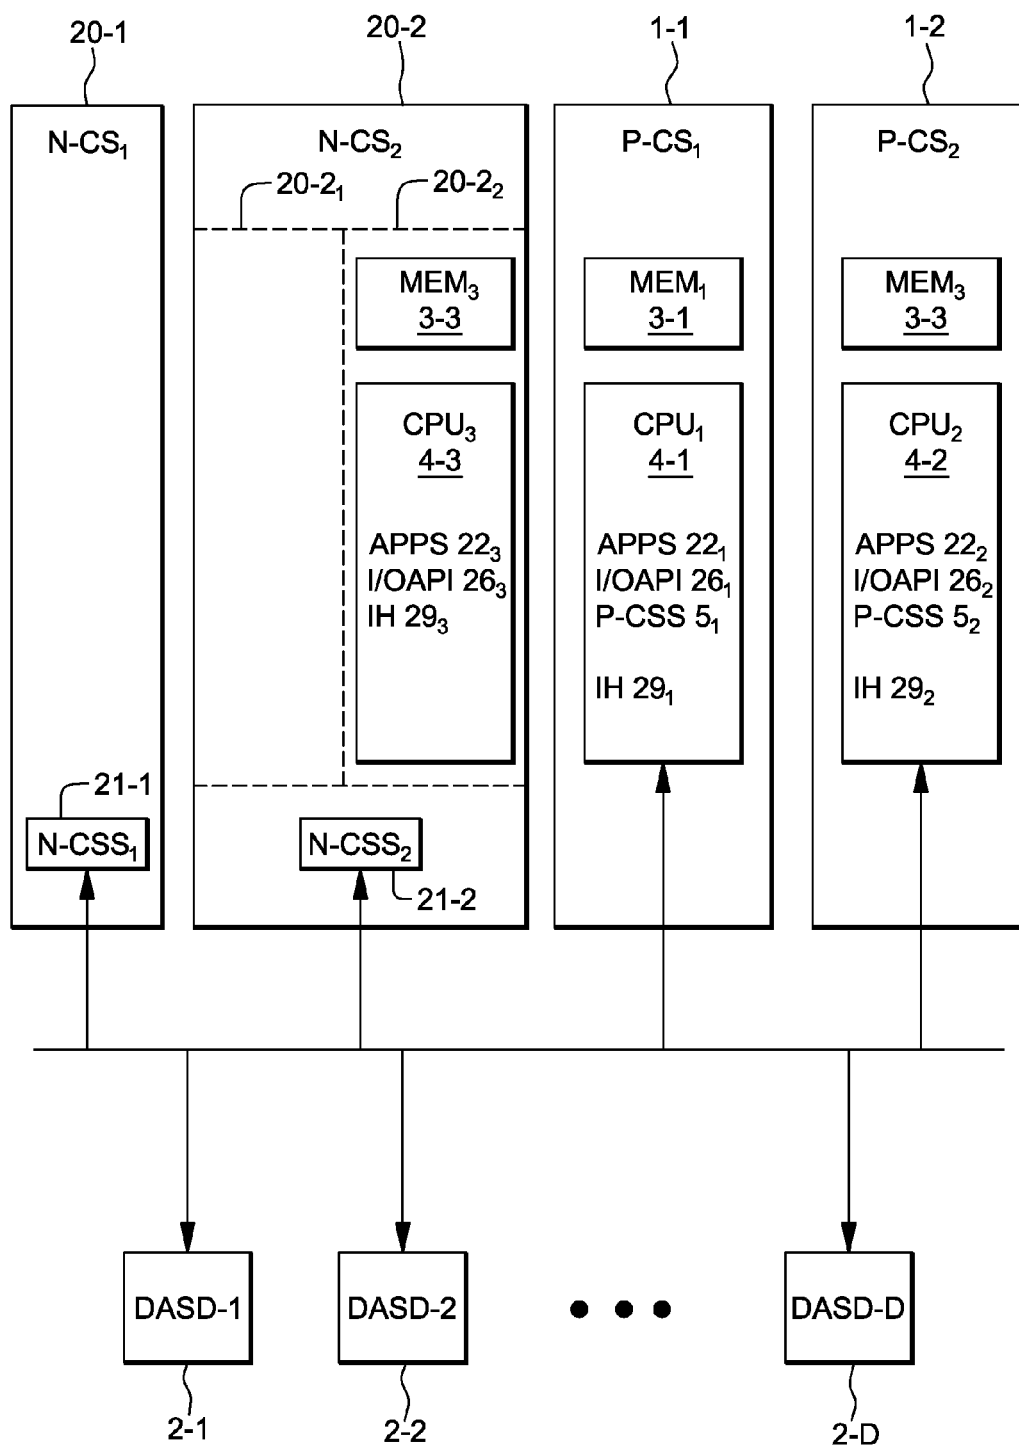 20-1
20-2
1-1
1-2
N-CS₁
N-CS₂
P-CS₁
P-CS₂
20-2₁
20-2₂
MEM₃
3-3
MEM₁
3-1
MEM₃
3-3
CPU₃
4-3
APPS 22₃
I/OAPI 26₃
IH 29₃
CPU₁
4-1
APPS 22₁
I/OAPI 26₁
P-CSS 5₁
IH 29₁
CPU₂
4-2
APPS 22₂
I/OAPI 26₂
P-CSS 5₂
IH 29₂
21-1
N-CSS₁
N-CSS₂
21-2
DASD-1
DASD-2
DASD-D
2-1
2-2
2-D